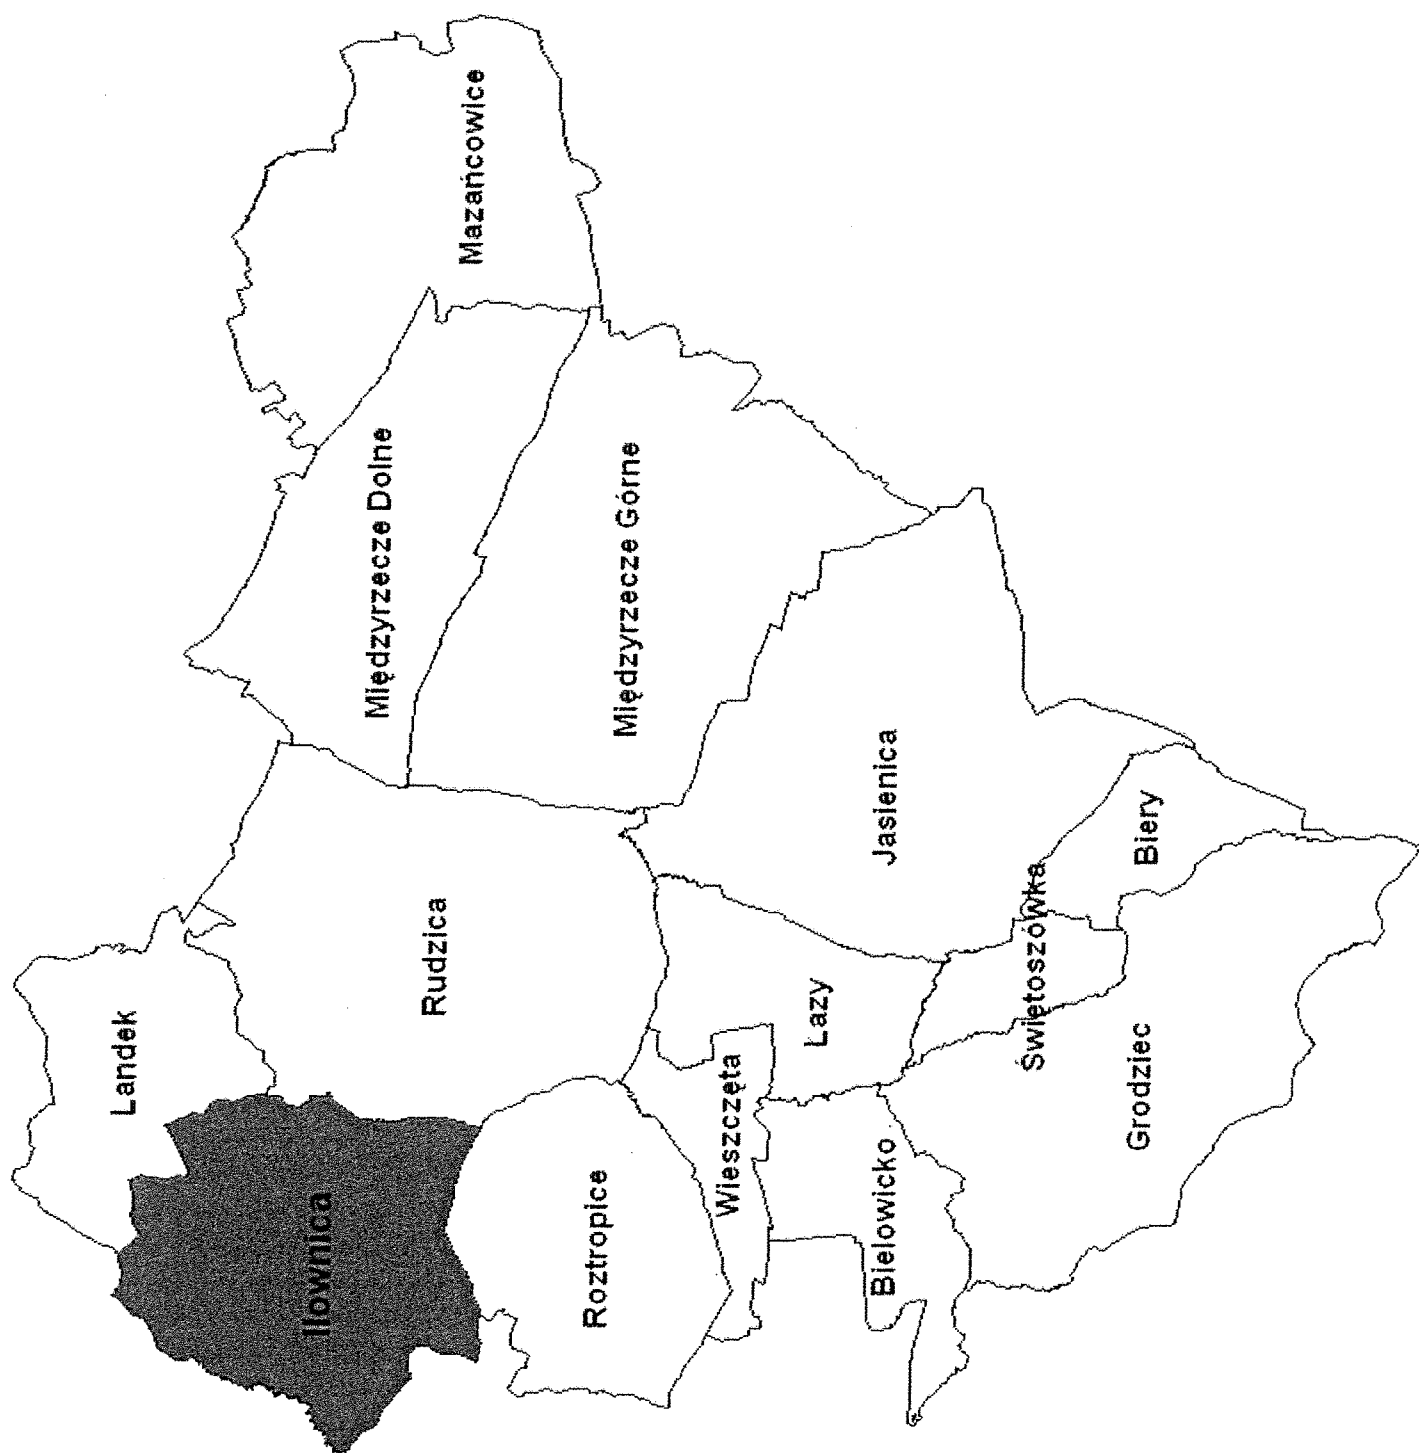 Landek
Iłownica
Rudzica
Międzyrzecze Dolne
Mazańcowice
Międzyrzecze Górne
Roztropice
Wieszczęta
Łazy
Jasienica
Bielowicko
Świętoszówka
Biery
Grodziec